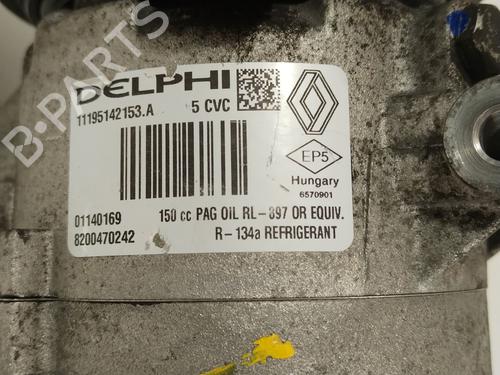 B-PARTS
DELPHI
11195142153.A
5 CVC
EP5
Hungary
6570901
01140169
150 cc PAG OIL RL-897 OR EQUIV.
8200470242
R-134a REFRIGERANT